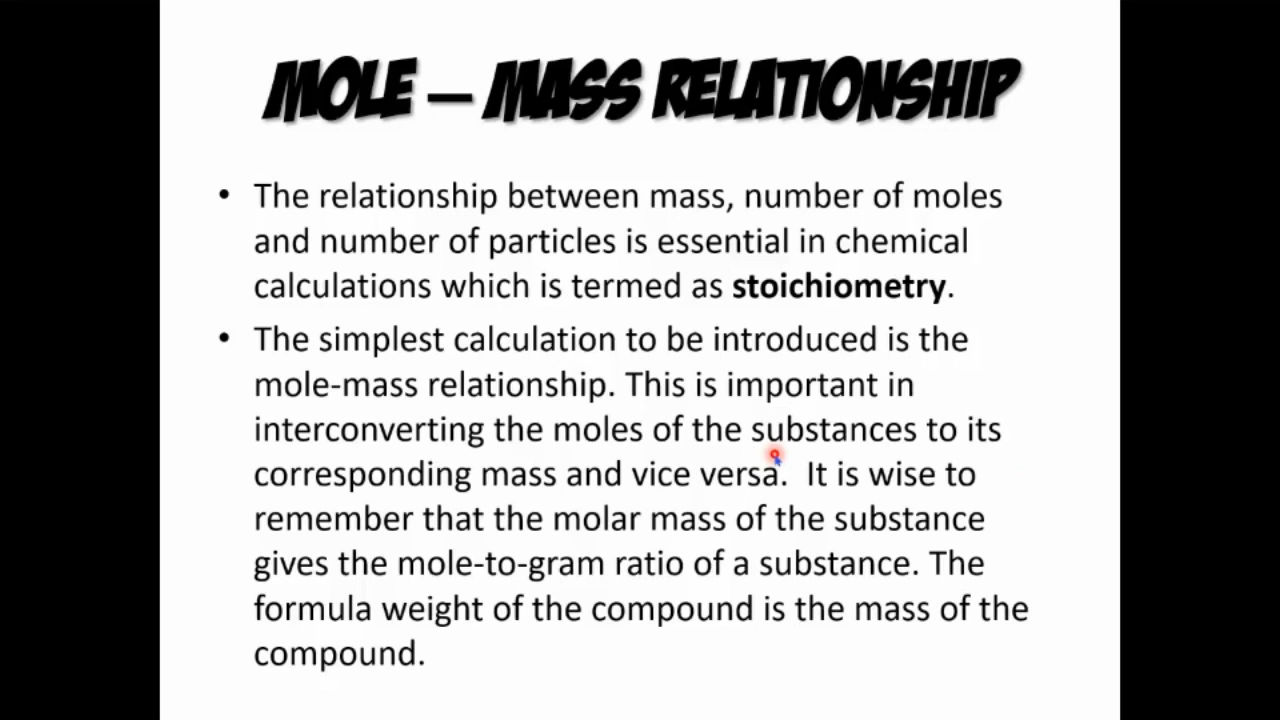 MOLE – MASS RELATIONSHIP
• The relationship between mass, number of moles
and number of particles is essential in chemical
calculations which is termed as stoichiometry.
• The simplest calculation to be introduced is the
mole-mass relationship. This is important in
interconverting the moles of the substances to its
corresponding mass and vice versa. It is wise to
remember that the molar mass of the substance
gives the mole-to-gram ratio of a substance. The
formula weight of the compound is the mass of the
compound.